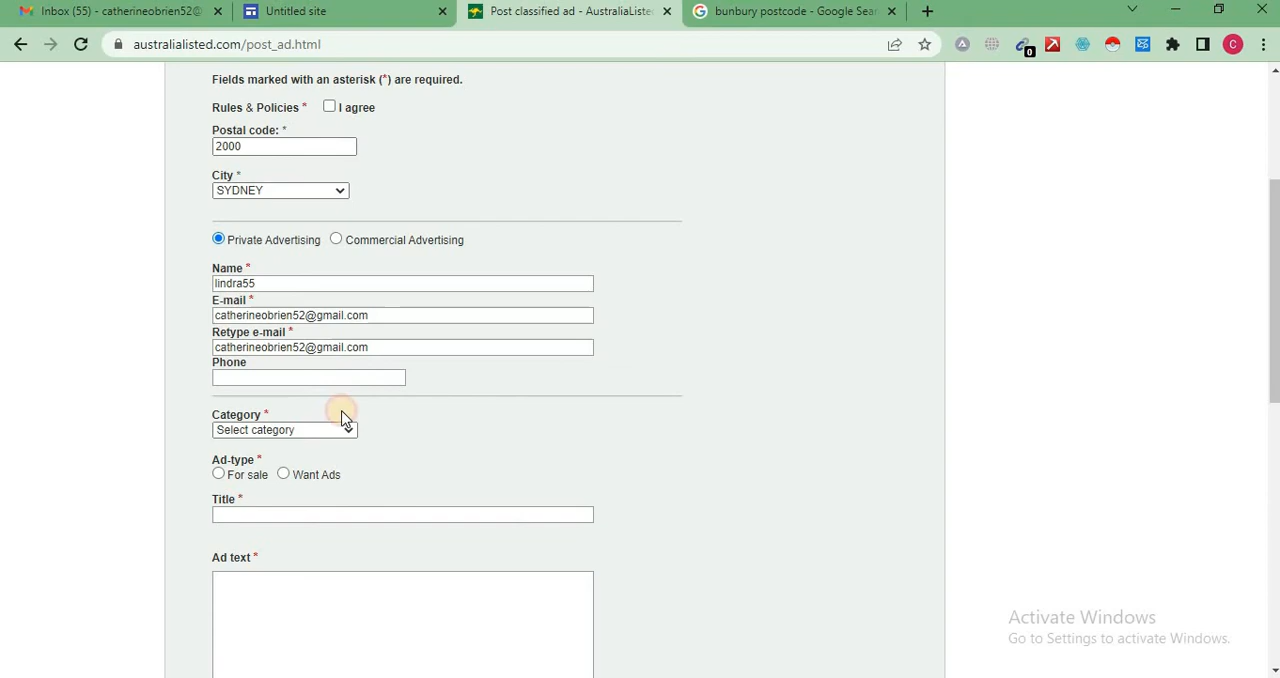 Inbox (55) - catherineobrien52@
Untitled site
Post classified ad - AustraliaListe
bunbury postcode - Google Sear
australialisted.com/post_ad.html
0
C
Fields marked with an asterisk (*) are required.
Rules & Policies * I agree
Postal code: *
2000
City *
SYDNEY
Private Advertising Commercial Advertising
Name *
lindra55
E-mail *
catherineobrien52@gmail.com
Retype e-mail *
catherineobrien52@gmail.com
Phone
Category *
Select category
Ad-type *
For sale Want Ads
Title *
Ad text *
Activate Windows
Go to Settings to activate Windows.